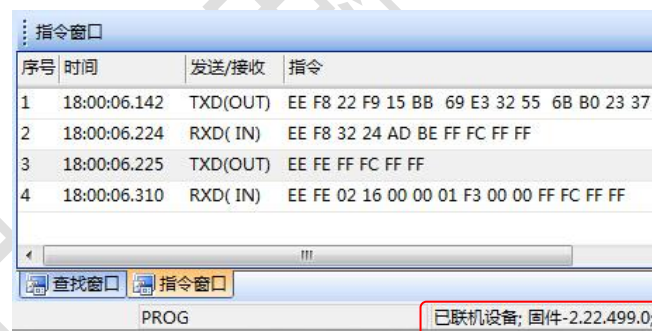 指令窗口
序号 时间 发送/接收 指令
1 18:00:06.142 TXD(OUT) EE F8 22 F9 15 BB 69 E3 32 55 6B B0 23 37
2 18:00:06.224 RXD( IN) EE F8 32 24 AD BE FF FC FF FF
3 18:00:06.225 TXD(OUT) EE FE FF FC FF FF
4 18:00:06.310 RXD( IN) EE FE 02 16 00 00 01 F3 00 00 FF FC FF FF
查找窗口 指令窗口
PROG 已联机设备; 固件-2.22.499.0;